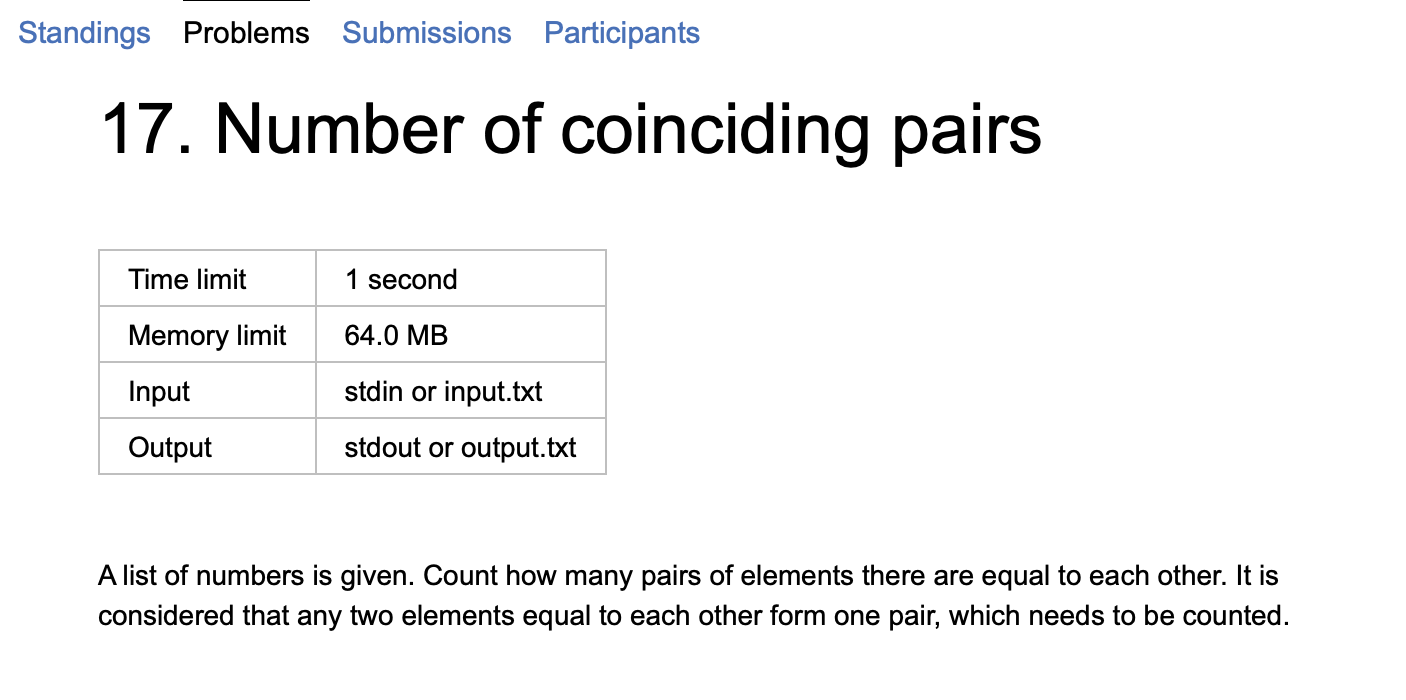 Standings Problems Submissions Participants
17. Number of coinciding pairs
Time limit 1 second
Memory limit 64.0 MB
Input stdin or input.txt
Output stdout or output.txt
A list of numbers is given. Count how many pairs of elements there are equal to each other. It is
considered that any two elements equal to each other form one pair, which needs to be counted.